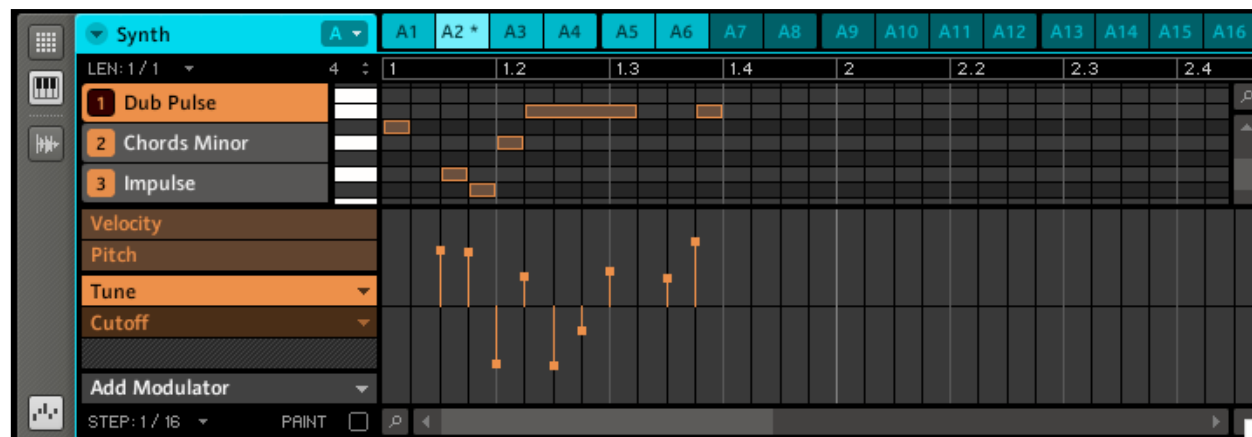 Synth A A1 A2 * A3 A4 A5 A6 A7 A8 A9 A10 A11 A12 A13 A14 A15 A16
LEN: 1 / 1 4 1 1.2 1.3 1.4 2 2.2 2.3 2.4
1 Dub Pulse
2 Chords Minor
3 Impulse
Velocity
Pitch
Tune
Cutoff
Add Modulator
STEP: 1 / 16 PAINT